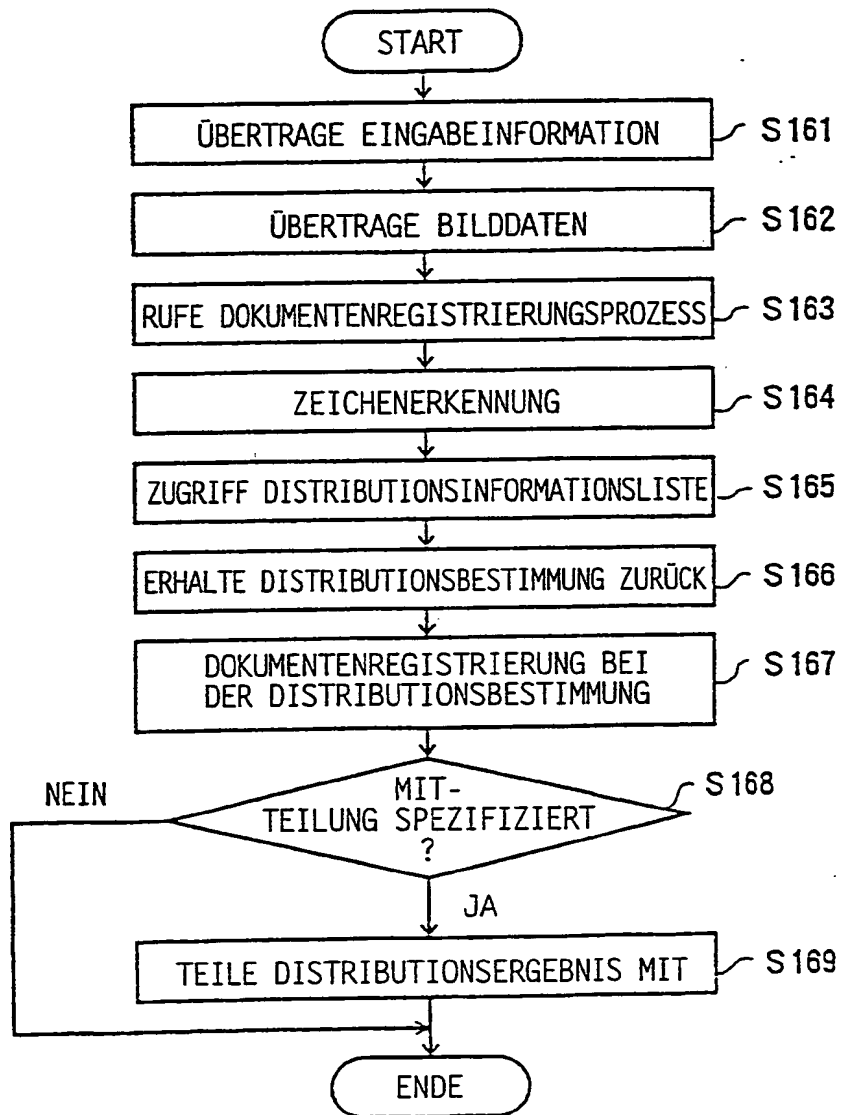 START
ÜBERTRAGE EINGABEINFORMATION S161
ÜBERTRAGE BILDDATEN S162
RUFE DOKUMENTENREGISTRIERUNGSPROZESS S163
ZEICHENERKENNUNG S164
ZUGRIFF DISTRIBUTIONSINFORMATIONSLISTE S165
ERHALTE DISTRIBUTIONSBESTIMMUNG ZURÜCK S166
DOKUMENTENREGISTRIERUNG BEI
DER DISTRIBUTIONSBESTIMMUNG S167
NEIN
MIT-
TEILUNG SPEZIFIZIERT
?
S168
JA
TEILE DISTRIBUTIONSERGEBNIS MIT S169
ENDE